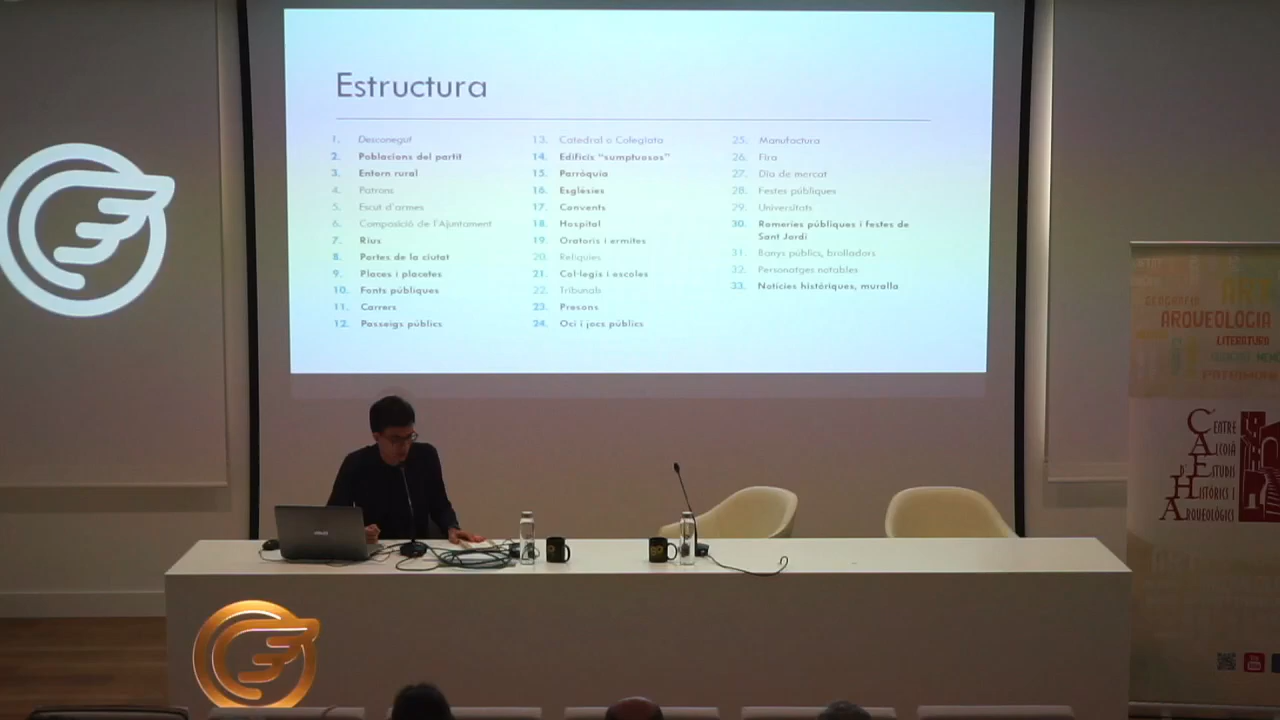 Estructura
1. Desconegut
2. Poblacions del partit
3. Entorn rural
4. Patrons
5. Escut d'armes
6. Composició de l'Ajuntament
7. Rius
8. Portes de la ciutat
9. Places i placetes
10. Fonts públiques
11. Carrers
12. Passeigs públics
13. Catedral o Colegiata
14. Edificis "sumptuosos"
15. Parròquia
16. Esglésies
17. Convents
18. Hospital
19. Oratoris i ermites
20. Relíquies
21. Col·legis i escoles
22. Tribunals
23. Presons
24. Oci i jocs públics
25. Manufactura
26. Fira
27. Dia de mercat
28. Festes públiques
29. Universitats
30. Romeries públiques i festes de
Sant Jordi
31. Banys públics, brolladors
32. Personatges notables
33. Notícies històriques, muralla
GEOGRAFIA
ART
ARQUEOLOGIA
LITERATURA
CENTRE
ALCOIÀ
D'ESTUDIS
HISTÒRICS I
ARQUEOLÒGICS